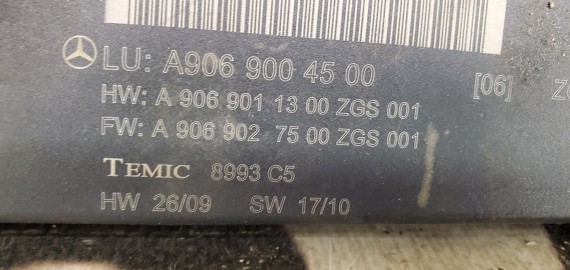 LU: A906 900 45 00 [06]
HW: A 906 901 13 00 ZGS 001
FW: A 906 902 75 00 ZGS 001
TEMIC 8993 C5
HW 26/09 SW 17/10